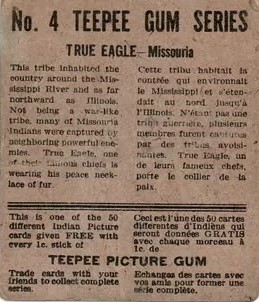 No. 4 TEEPEE GUM SERIES
TRUE EAGLE—Missouria
This tribe inhabited the
country around the Mis-
sissippi River and as far
northward as Illinois.
Not being a war-like
tribe, many of Missouria
Indians were captured by
neighboring powerful ene-
mies. True Eagle, one
of their famous chiefs is
wearing his peace neck
lace of fur.
Cette tribu habitait la
contrée qui environnait
le Mississippi et s'éten-
dait au nord jusqu'à
l'Illinois. N'étant pas une
tribu guerrière, plusieurs
membres furent captures
par des tribus avoisi-
nantes. True Eagle, un
de leur fameux chefs,
porte le collier de la
paix.
This is one of the 50
different Indian Picture
cards given FREE with
every 1c. stick of
Ceci est l'une des 50 cartes
differentes d'Indiens qui
seront données GRATIS
avec chaque morceau à
1c. de
TEEPEE PICTURE GUM
Trade cards with your
friends to collect complete
series.
Echangez des cartes avec
vos amis pour former une
série complète.